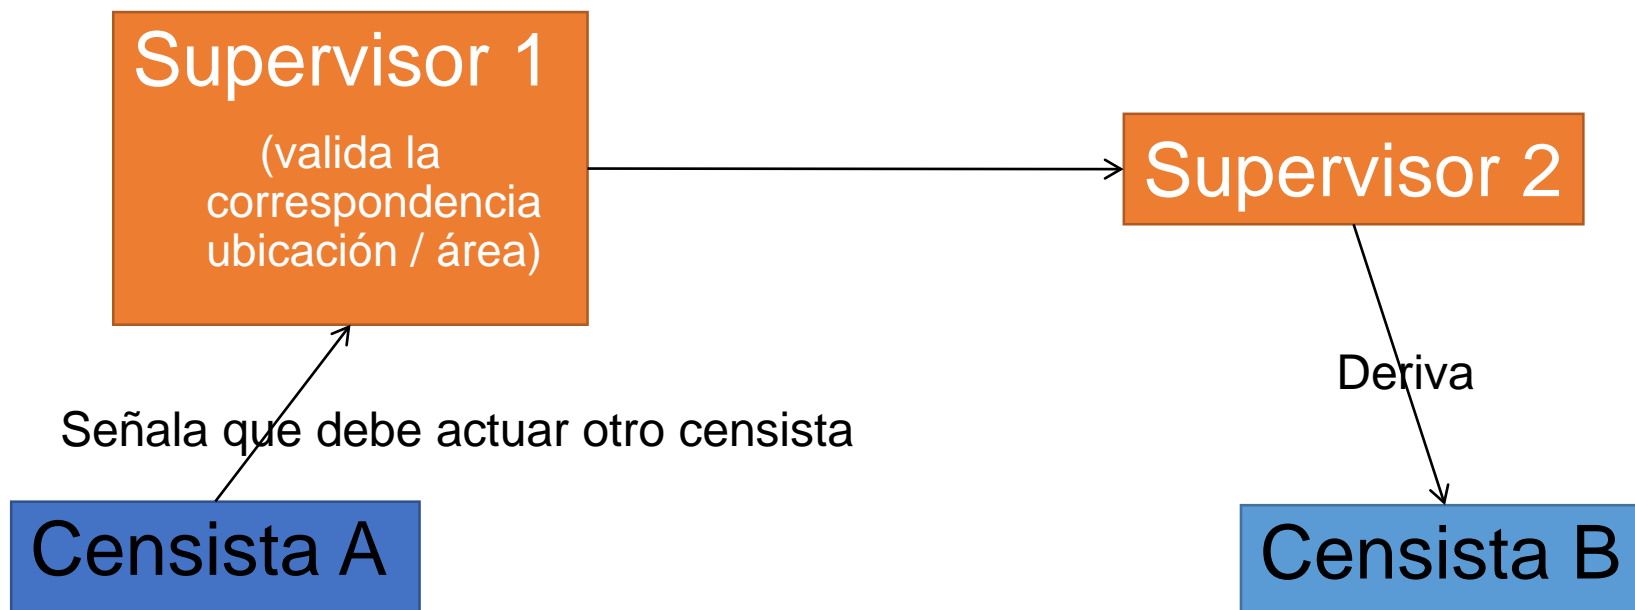 Supervisor 1
(valida la
correspondencia
ubicación / área)
Supervisor 2
Deriva
Señala que debe actuar otro censista
Censista A
Censista B